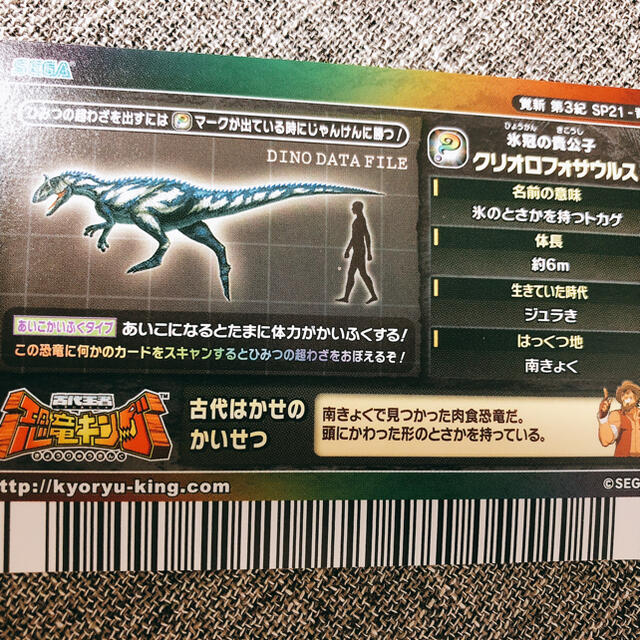 SEGA
覚新 第3紀 SP21-
ひみつの超わざを出すには ? マークが出ている時にじゃんけんに勝つ!
DINO DATA FILE
ひょうかん きこうし
氷冠の貴公子
クリオロフォサウルス
名前の意味
氷のとさかを持つトカゲ
体長
約6m
生きていた時代
ジュラき
はっくつ地
南きょく
あいこかいふくタイプ あいこになるとたまに体力がかいふくする!
この恐竜に何かのカードをスキャンするとひみつの超わざをおぼえるぞ!
古代王者
恐竜キング
TM
古代はかせの
かいせつ
南きょくで見つかった肉食恐竜だ。
頭にかわった形のとさかを持っている。
http://kyoryu-king.com
©SEG